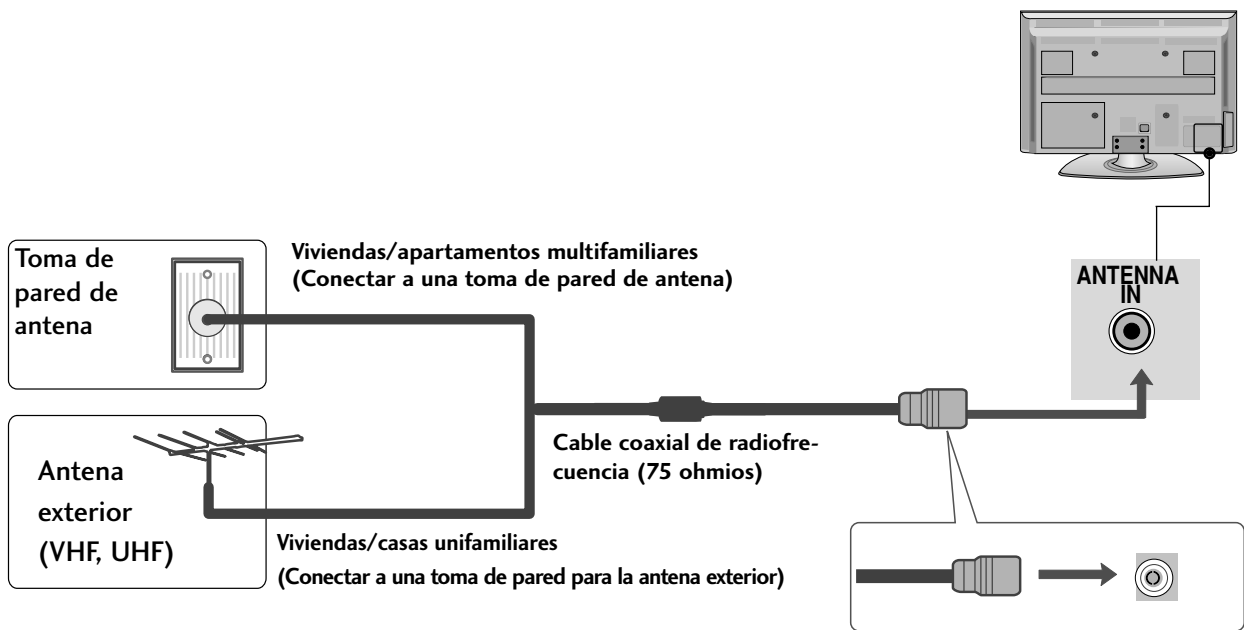 Toma de
pared de
antena
Viviendas/apartamentos multifamiliares
(Conectar a una toma de pared de antena)
ANTENNA
IN
Cable coaxial de radiofre-
cuencia (75 ohmios)
Antena
exterior
(VHF, UHF)
Viviendas/casas unifamiliares
(Conectar a una toma de pared para la antena exterior)